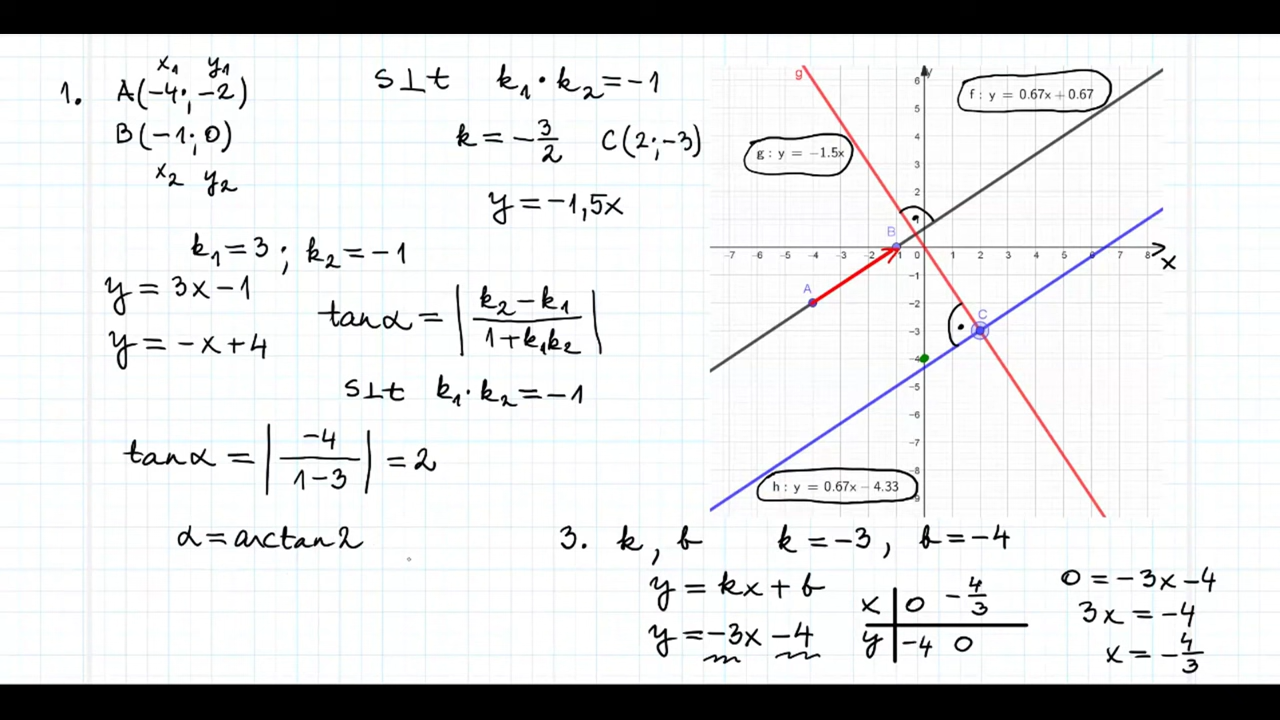 x₁ y₁
1. A(-4; -2)
B(-1; 0)
x₂ y₂
k₁ = 3 ; k₂ = -1
y = 3x - 1
y = -x + 4
tanα = |(k₂ - k₁)/(1 + k₁k₂)|
s⊥t k₁·k₂ = -1
tanα = |-4/(1-3)| = 2
α = arctan2
s⊥t k₁·k₂ = -1
k = -3/2 C(2; -3)
y = -1,5x
g
y
f : y = 0.67x + 0.67
g : y = -1.5x
6
5
4
3
2
1
B
-7 -6 -5 -4 -3 -2 -1 0 1 2 3 4 5 6 7 8
x
-1
A
-2
C
-3
-4
-5
-6
-7
-8
h : y = 0.67x - 4.33
-9
3. k, b k = -3, b = -4
y = kx + b
y = -3x - 4
x | 0 -4/3
y | -4 0
0 = -3x - 4
3x = -4
x = -4/3